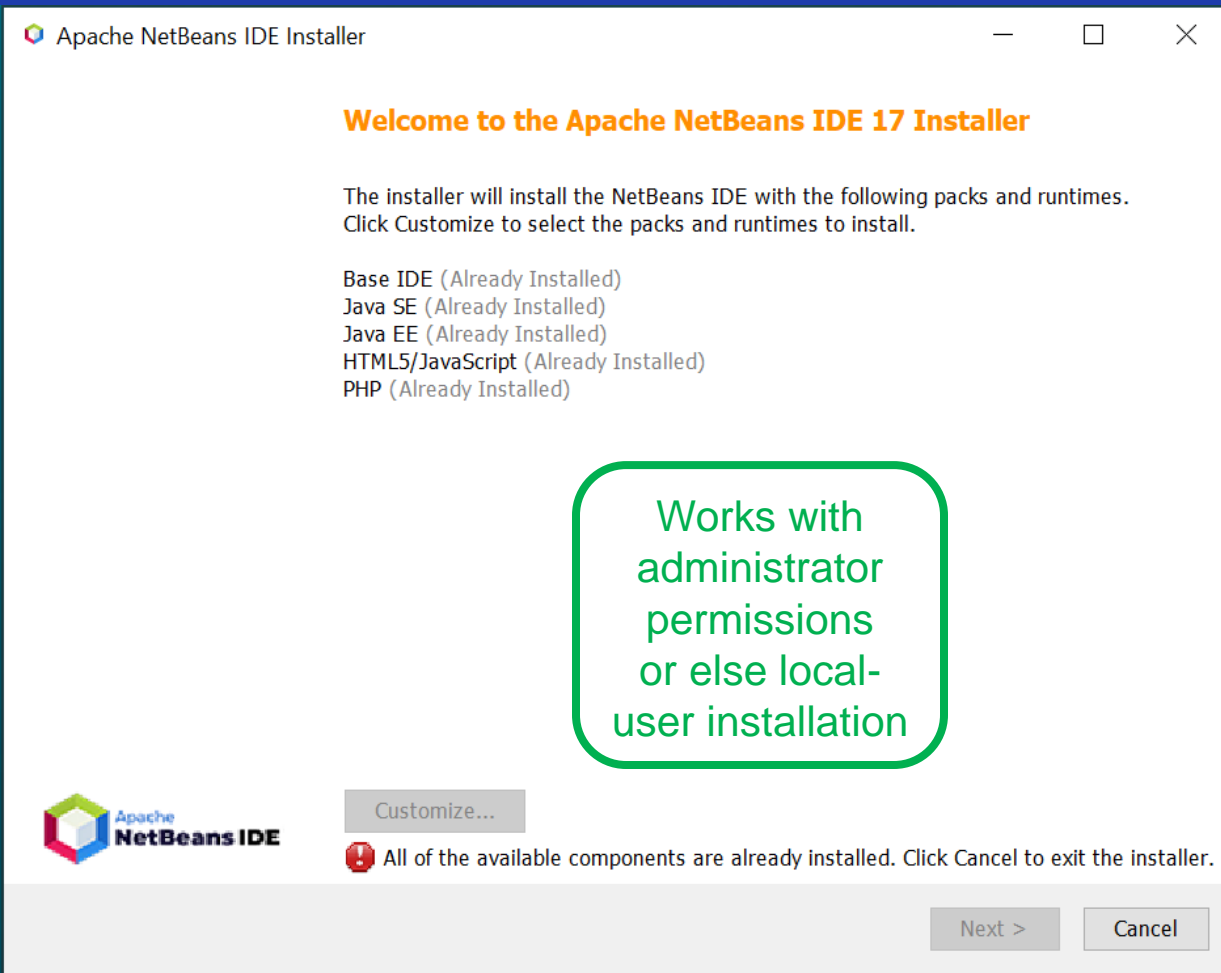 Apache NetBeans IDE Installer
Welcome to the Apache NetBeans IDE 17 Installer
The installer will install the NetBeans IDE with the following packs and runtimes.
Click Customize to select the packs and runtimes to install.
Base IDE (Already Installed)
Java SE (Already Installed)
Java EE (Already Installed)
HTML5/JavaScript (Already Installed)
PHP (Already Installed)
Works with
administrator
permissions
or else local-
user installation
Apache
NetBeans IDE
Customize...
All of the available components are already installed. Click Cancel to exit the installer.
Next >
Cancel